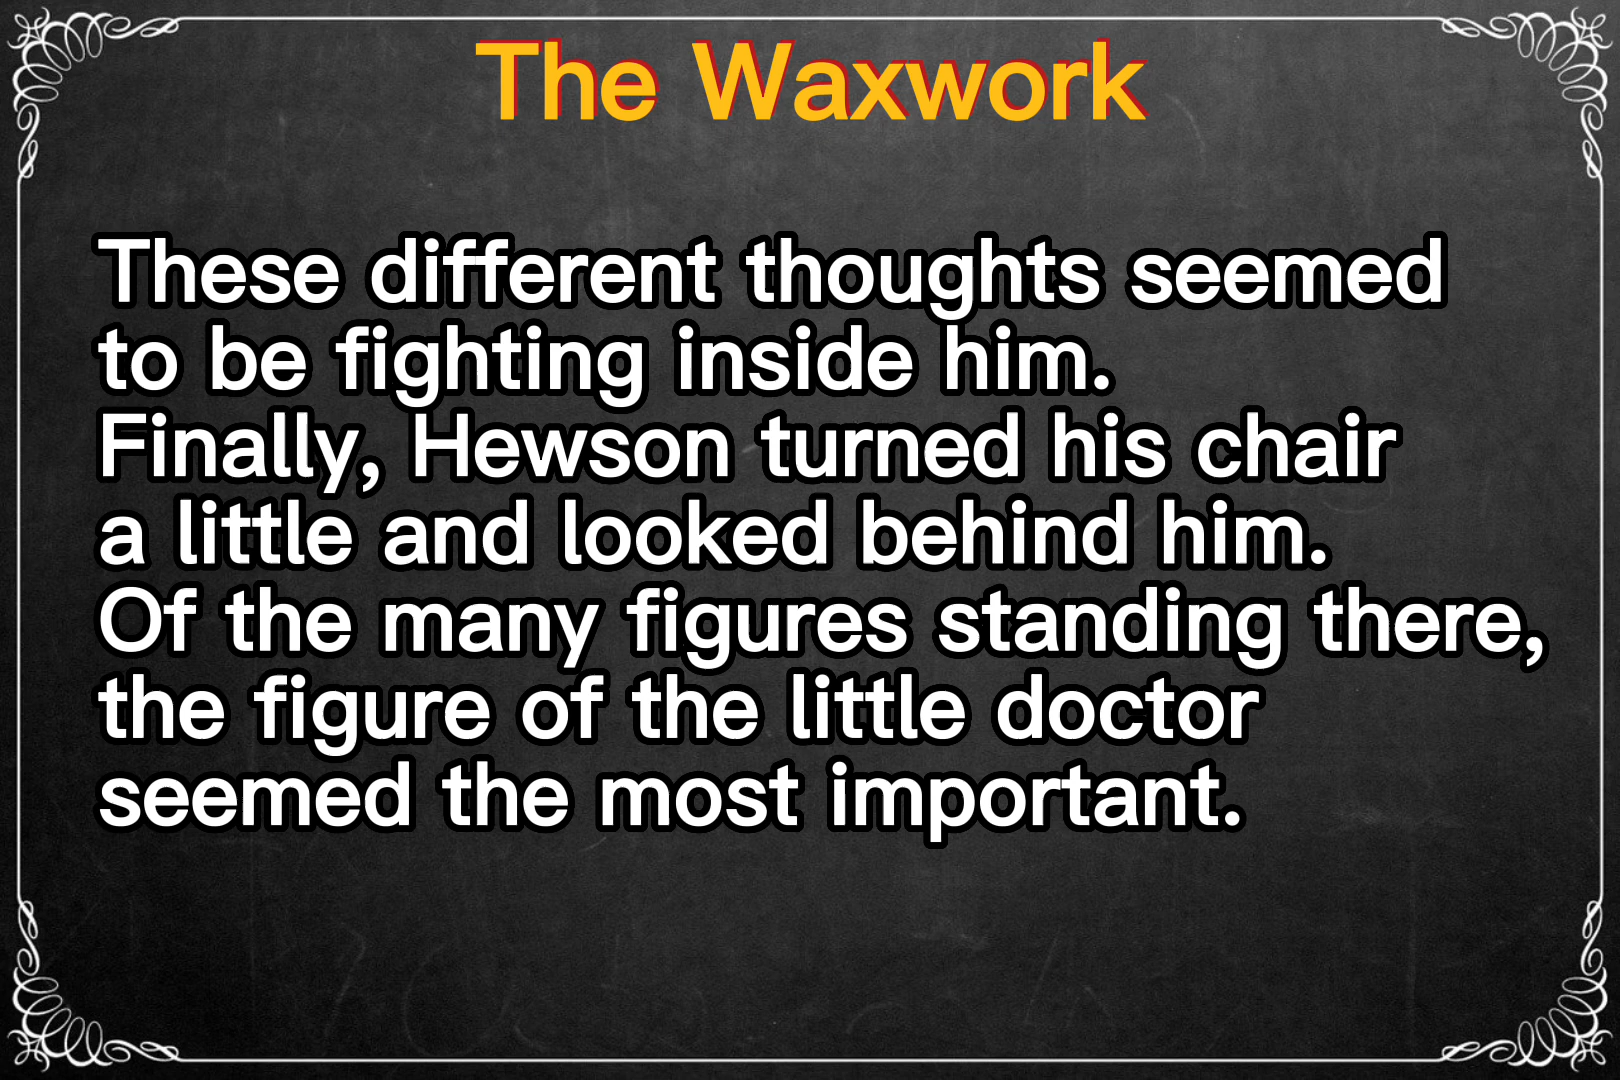 The Waxwork
These different thoughts seemed
to be fighting inside him.
Finally, Hewson turned his chair
a little and looked behind him.
Of the many figures standing there,
the figure of the little doctor
seemed the most important.